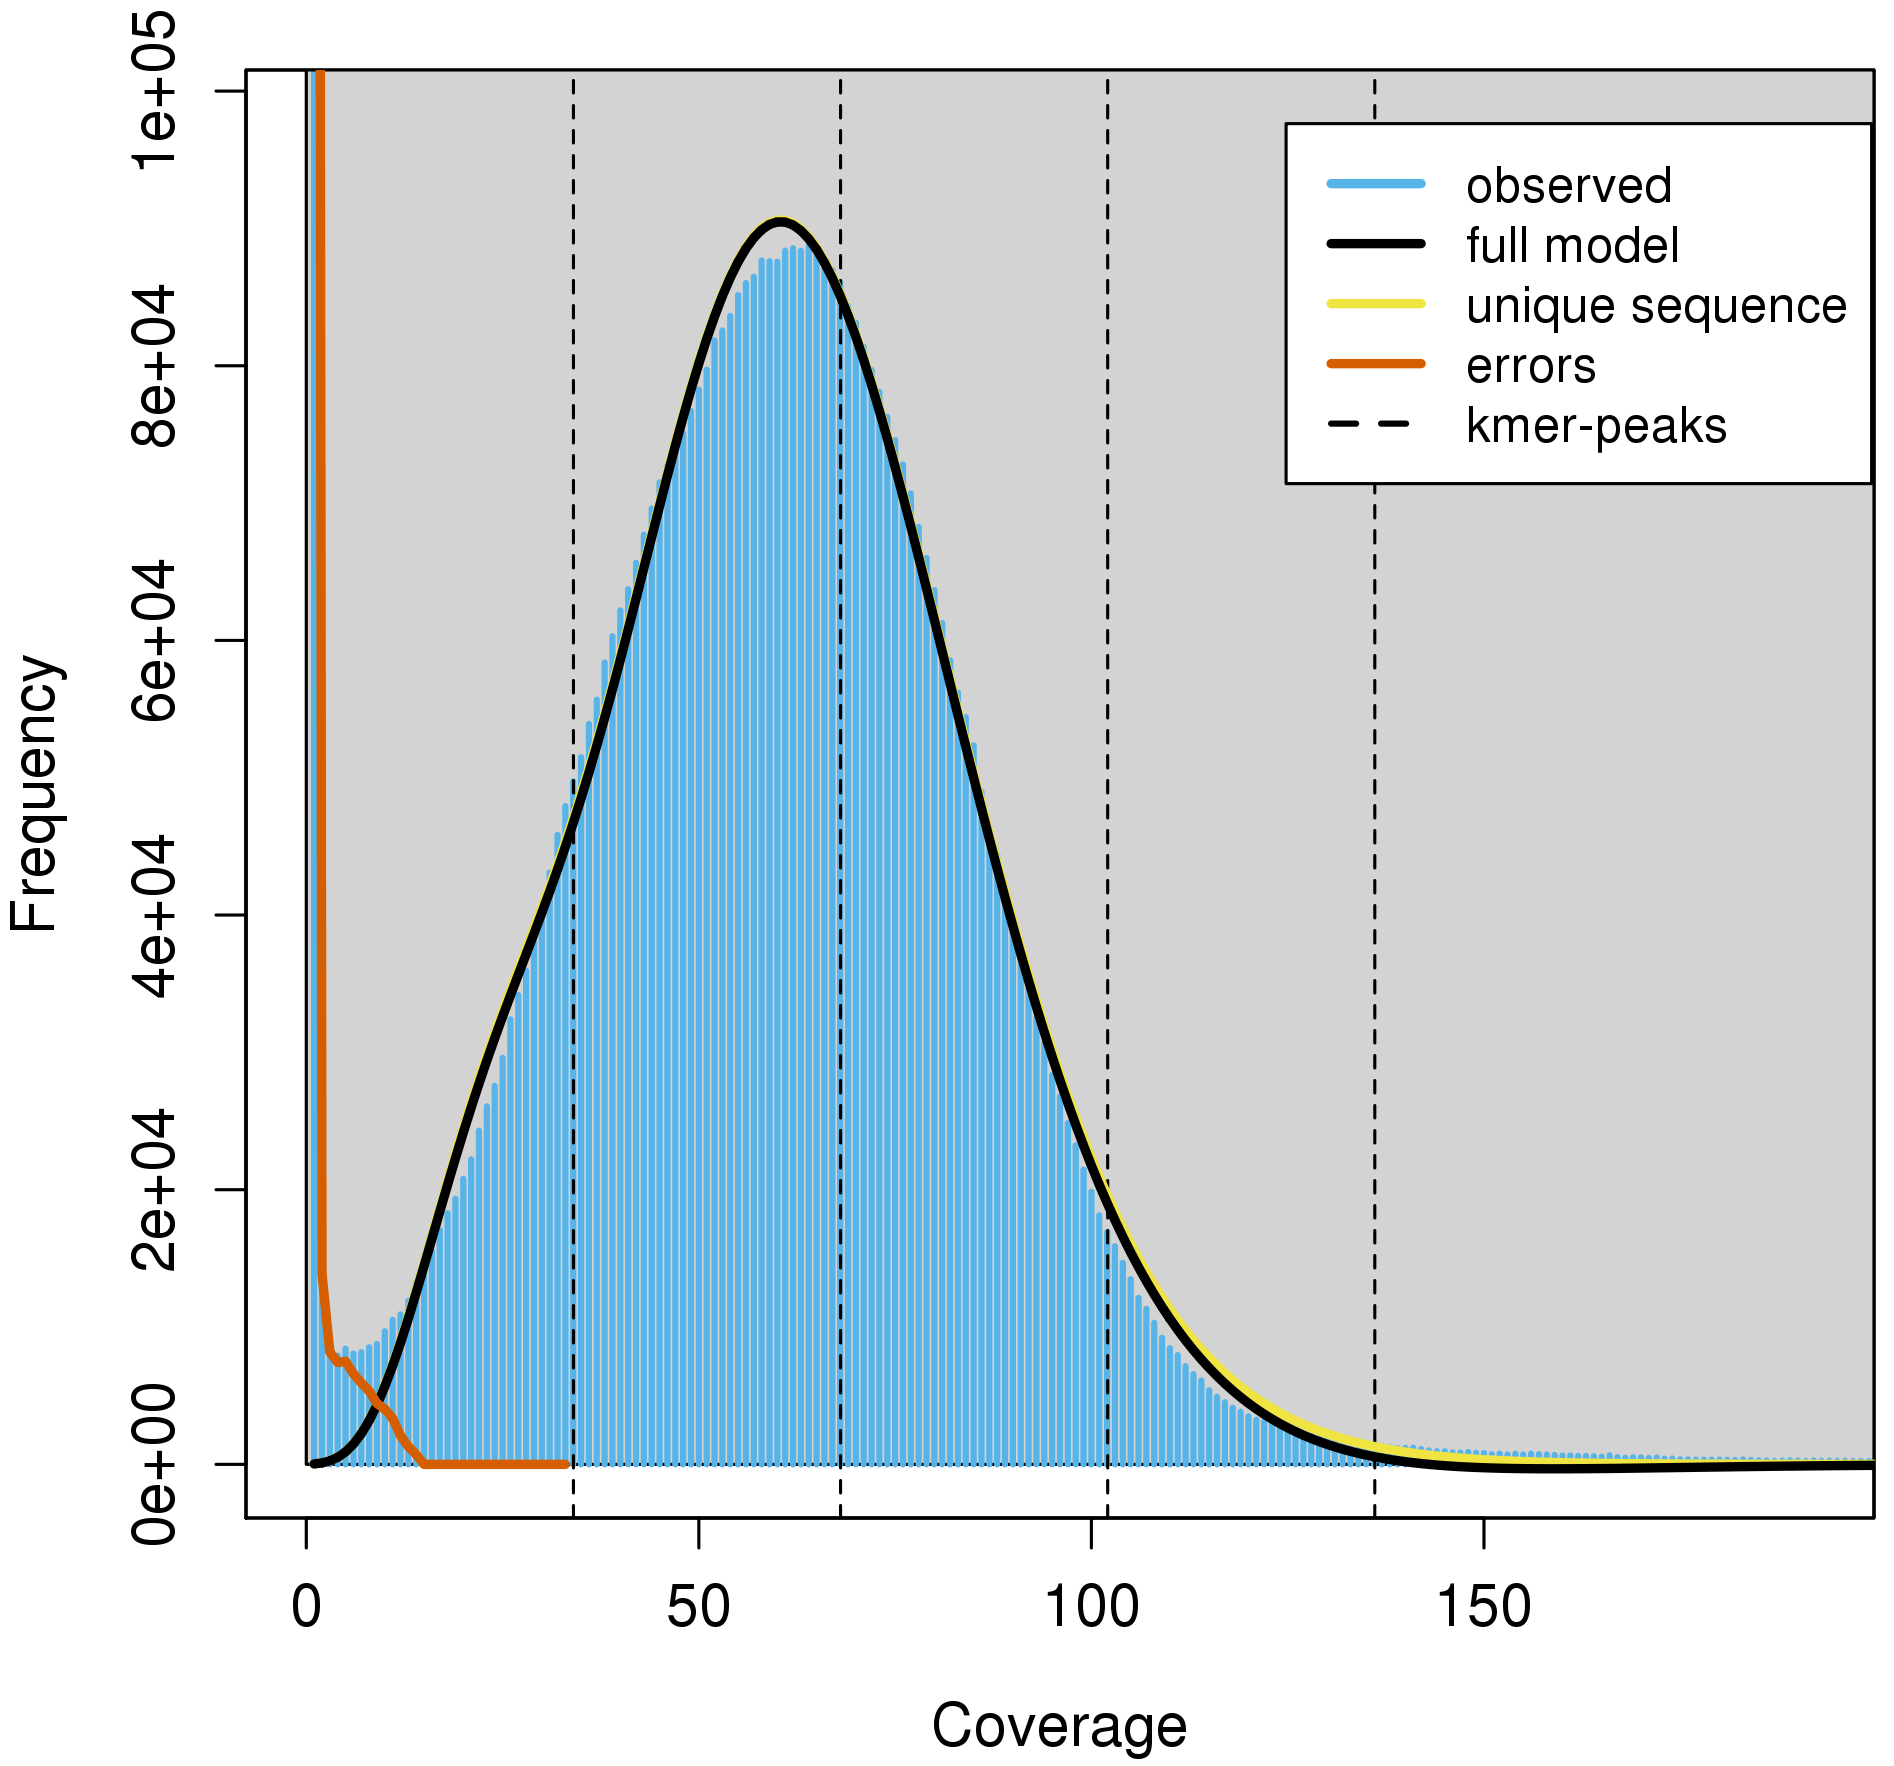 1e+05
8e+04
6e+04
4e+04
2e+04
0e+00
Frequency
observed
full model
unique sequence
errors
kmer-peaks
0
50
100
150
Coverage